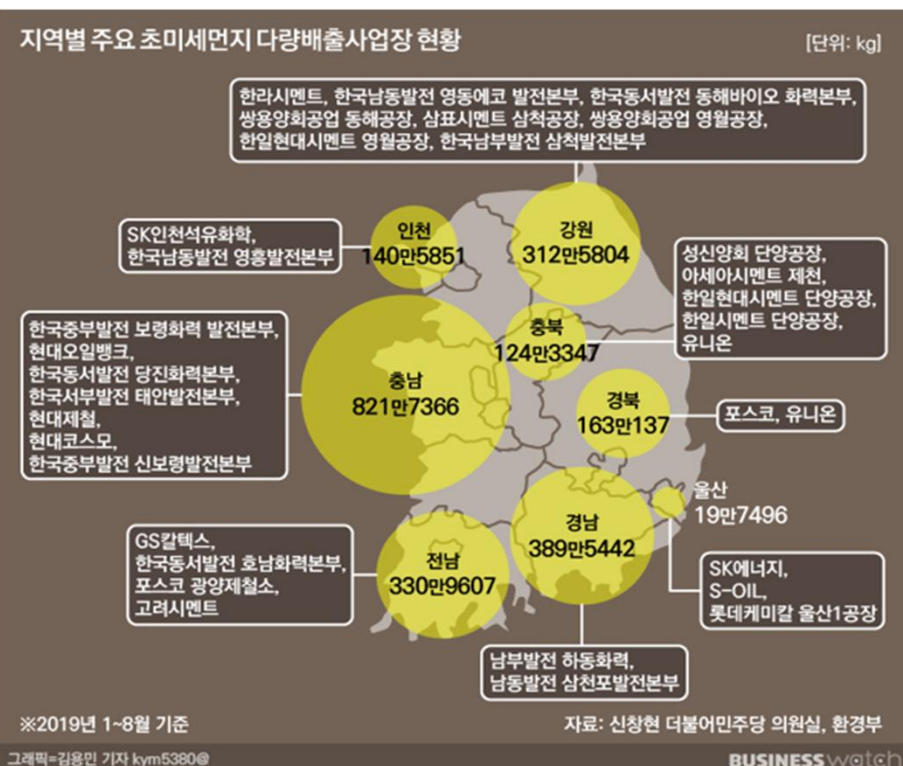 지역별 주요 초미세먼지 다량배출사업장 현황
[단위: kg]
한라시멘트, 한국남동발전 영동에코 발전본부, 한국동서발전 동해바이오 화력본부,
쌍용양회공업 동해공장, 삼표시멘트 삼척공장, 쌍용양회공업 영월공장,
한일현대시멘트 영월공장, 한국남부발전 삼척발전본부
SK인천석유화학,
한국남동발전 영흥발전본부
인천
140만5851
강원
312만5804
성신양회 단양공장,
아세아시멘트 제천,
한일현대시멘트 단양공장,
한일시멘트 단양공장,
유니온
충북
124만3347
한국중부발전 보령화력 발전본부,
현대오일뱅크,
한국동서발전 당진화력본부,
한국서부발전 태안발전본부,
현대제철,
현대코스모,
한국중부발전 신보령발전본부
충남
821만7366
경북
163만137
포스코, 유니온
울산
19만7496
SK에너지,
S-OIL,
롯데케미칼 울산1공장
경남
389만5442
남부발전 하동화력,
남동발전 삼천포발전본부
GS칼텍스,
한국동서발전 호남화력본부,
포스코 광양제철소,
고려시멘트
전남
330만9607
※2019년 1~8월 기준
자료: 신창현 더불어민주당 의원실, 환경부
그래픽=김용민 기자 kym5380@
BUSINESS watch